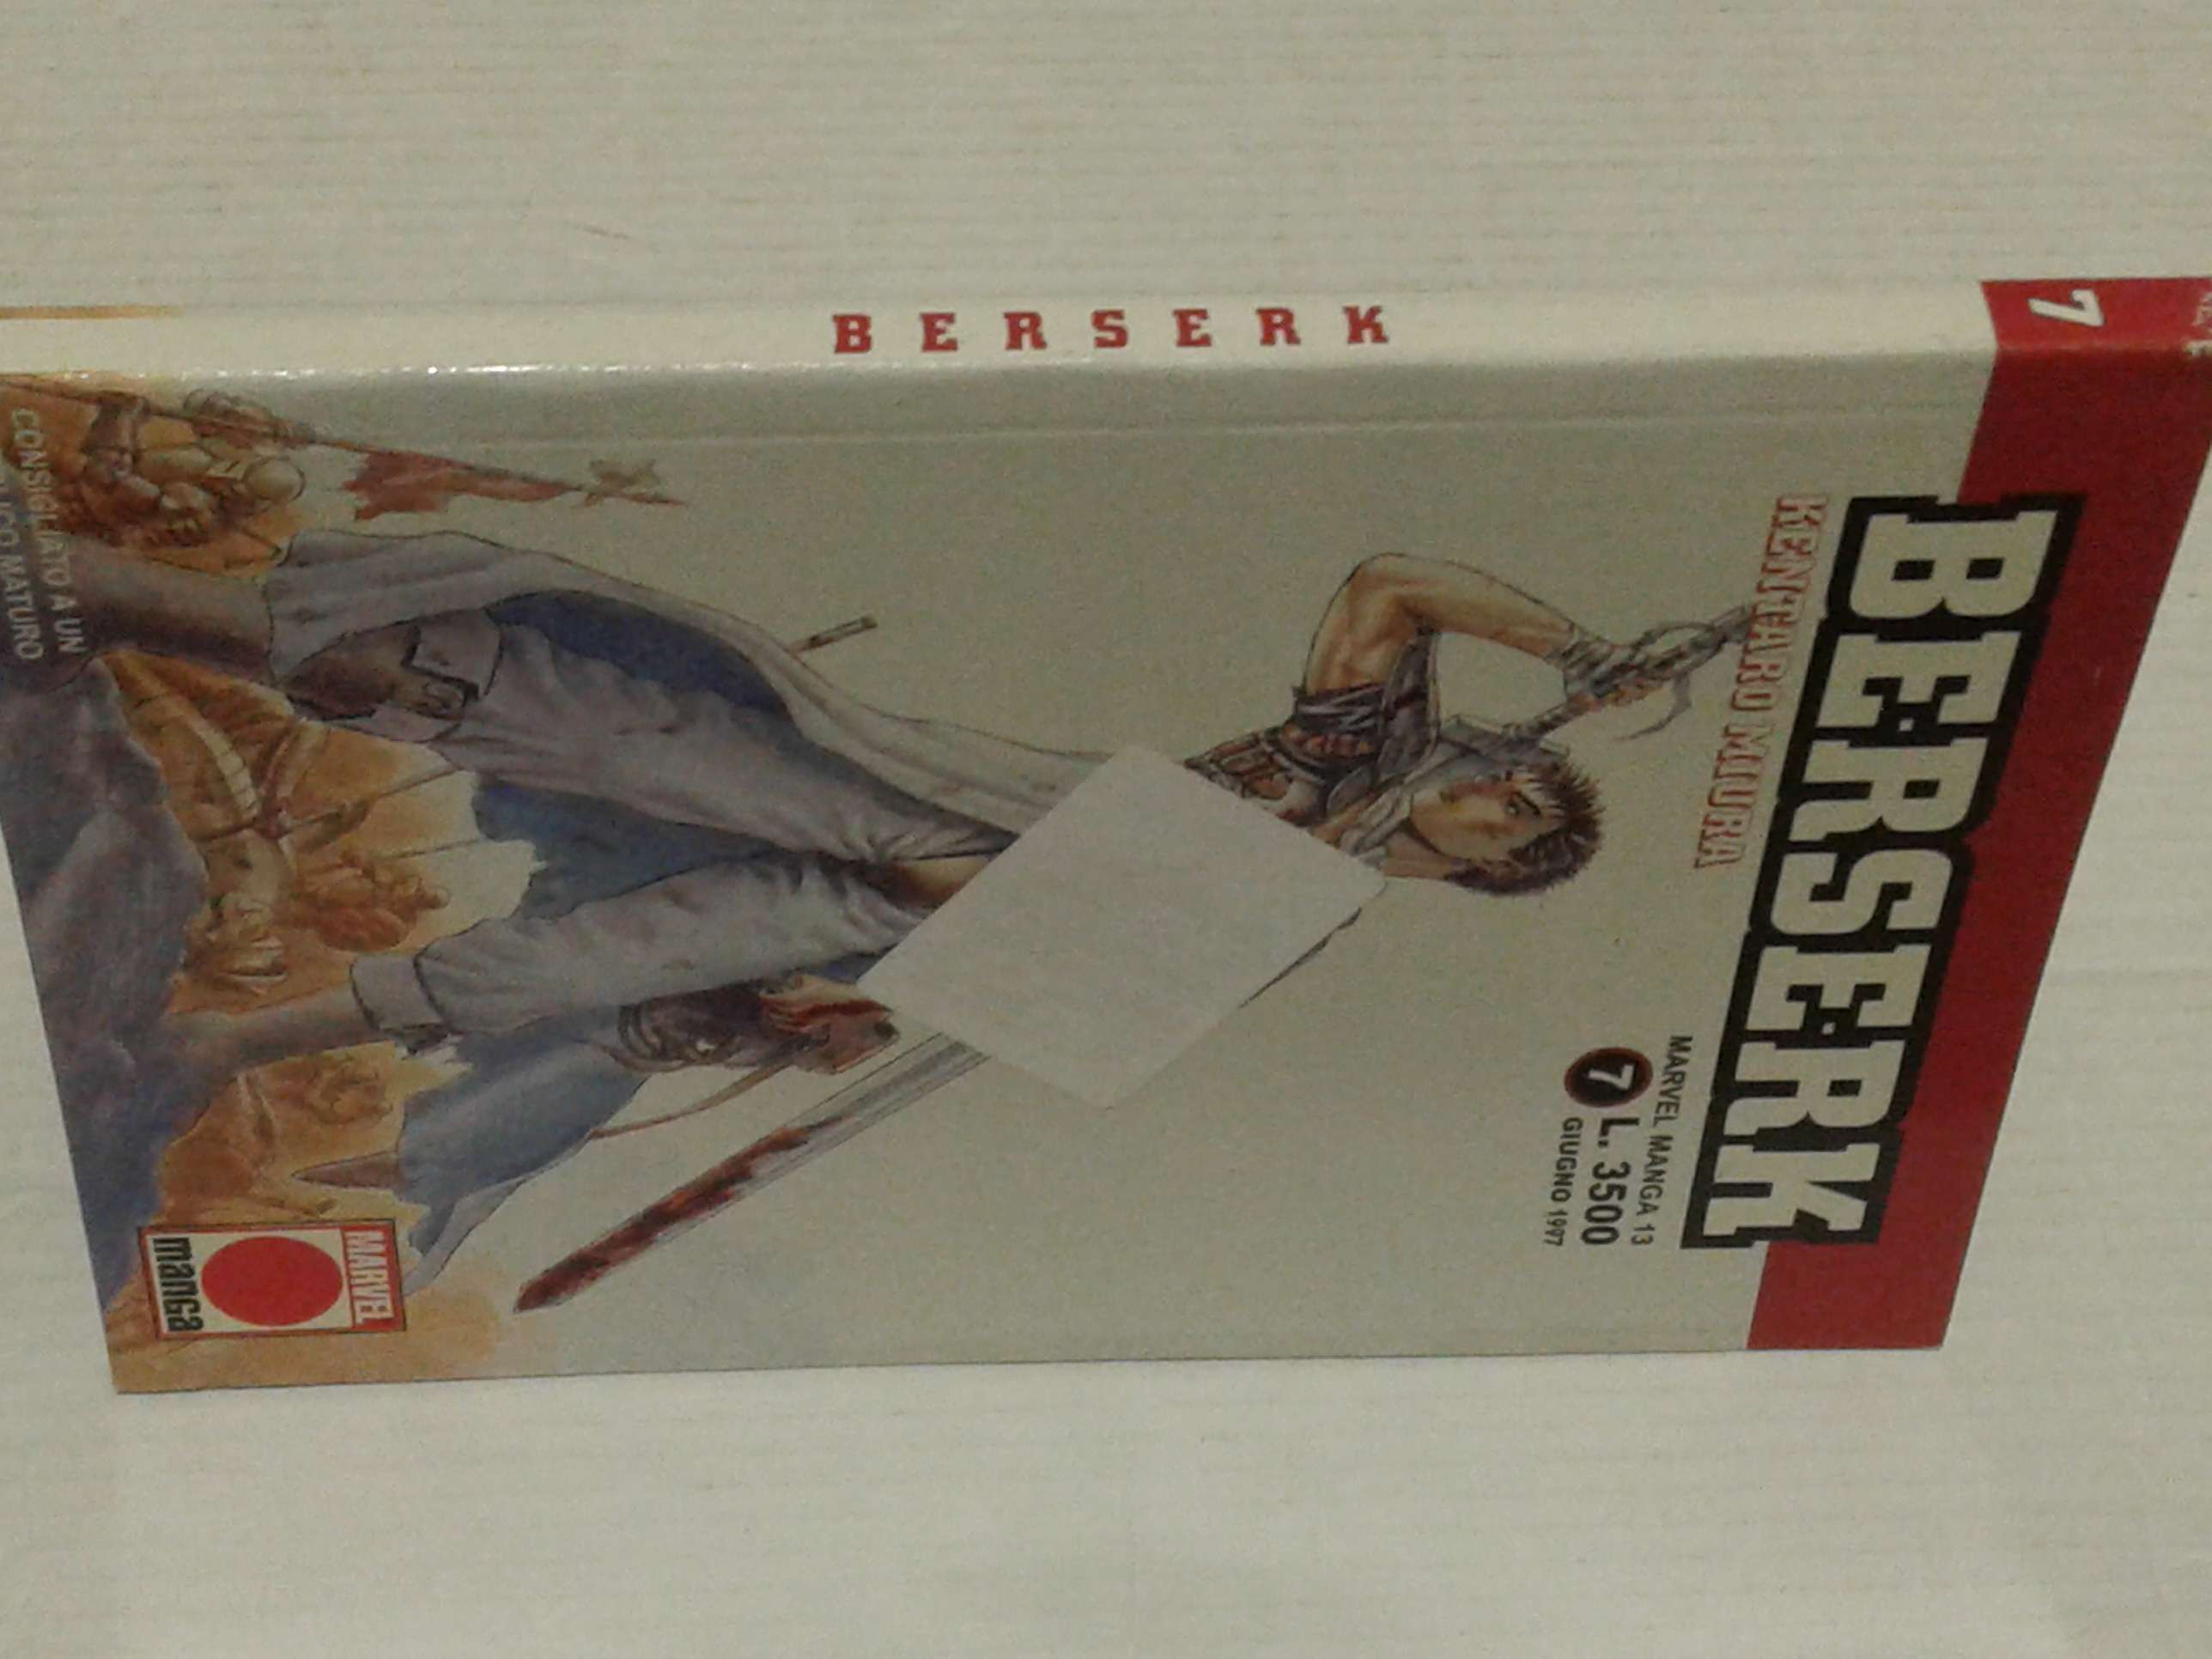 BERSERK
7
BERSERK
KENTARO MIURA
MARVEL MANGA 13
7 L. 3500
GIUGNO 1997
CONSIGLIATO A UN
MATURO
MARVEL
manga